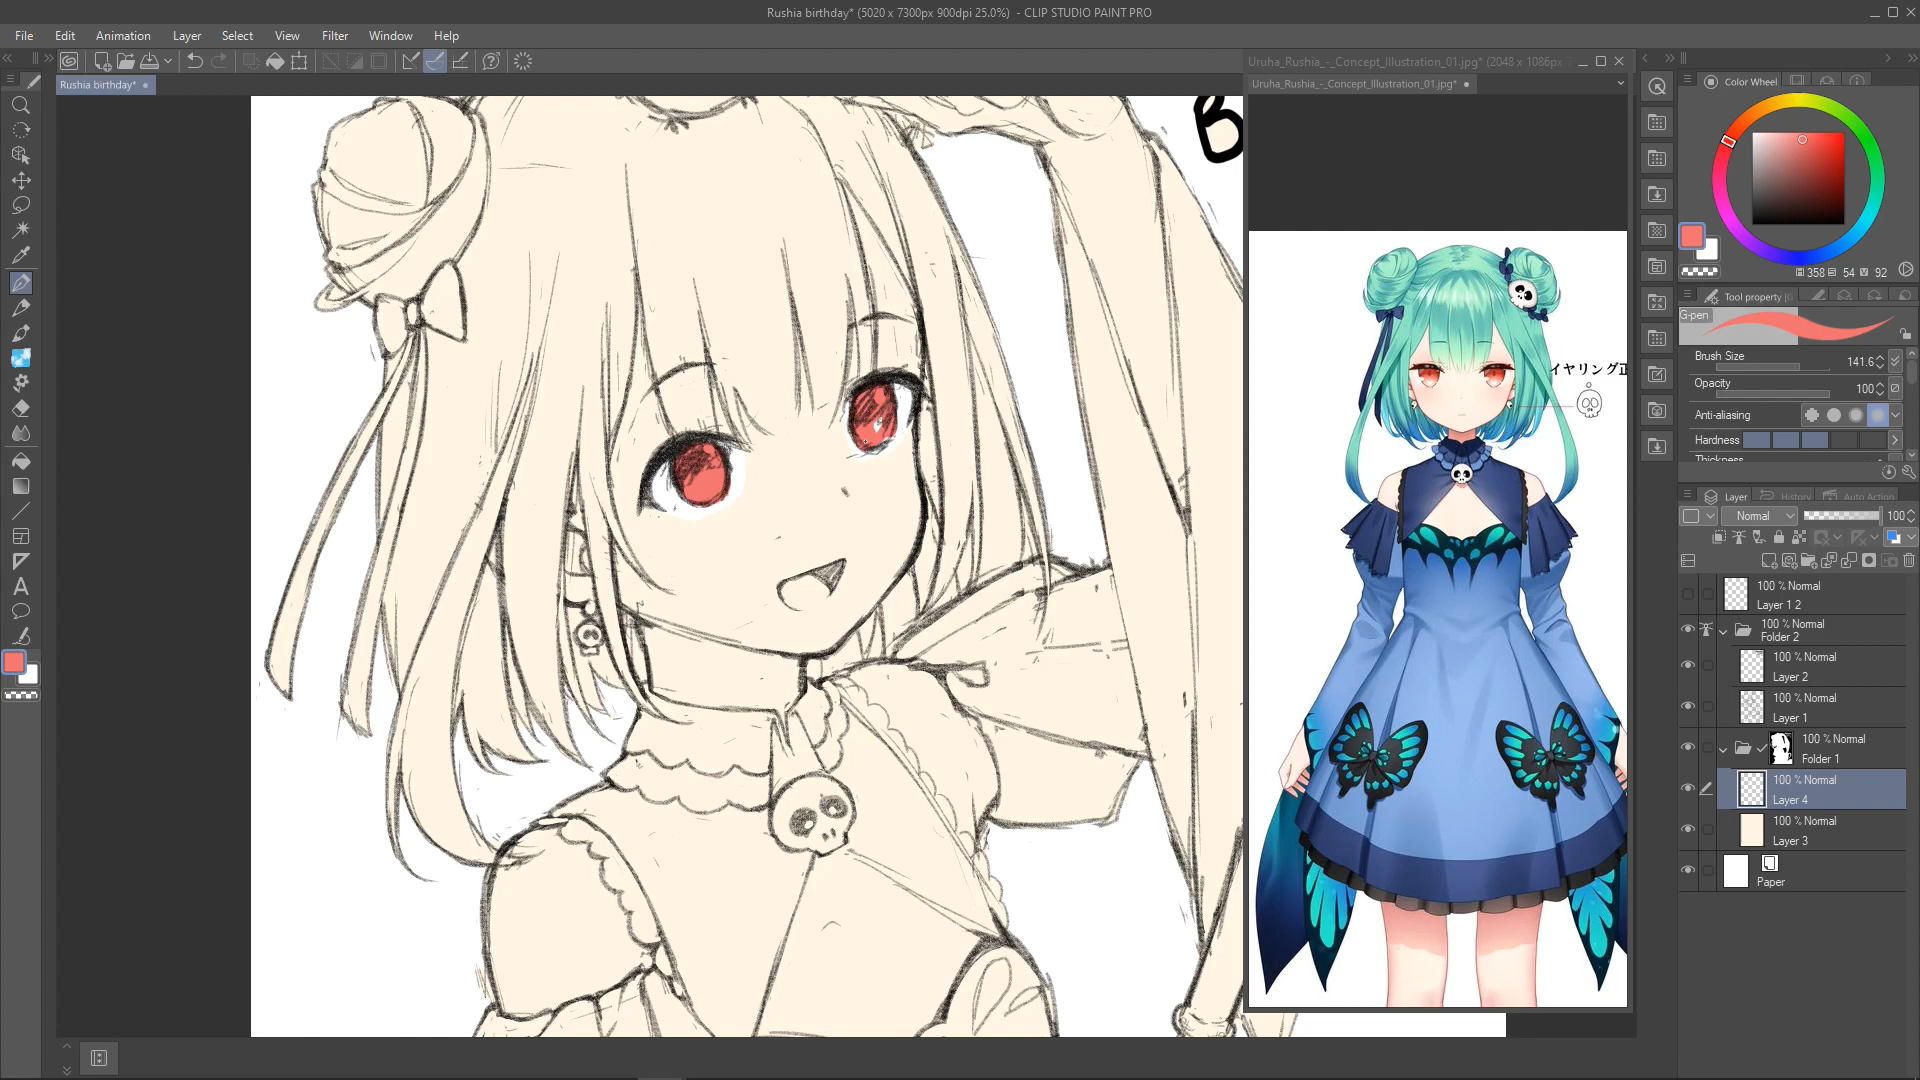 Rushia birthday* (5020 x 7300px 900dpi 25.0%) - CLIP STUDIO PAINT PRO
File Edit Animation Layer Select View Filter Window Help
Rushia birthday*
Uruha_Rushia_-_Concept_Illustration_01.jpg* (2048 x 1086px
Uruha_Rushia_-_Concept_Illustration_01.jpg*
B
イヤリング正
Color Wheel
358 54 92
Tool property
G-pen
Brush Size 141.6
Opacity 100
Anti-aliasing
Hardness
Thickness
Layer History Auto Action
Normal 100
100 % Normal
Layer 1 2
100 % Normal
Folder 2
100 % Normal
Layer 2
100 % Normal
Layer 1
100 % Normal
Folder 1
100 % Normal
Layer 4
100 % Normal
Layer 3
Paper